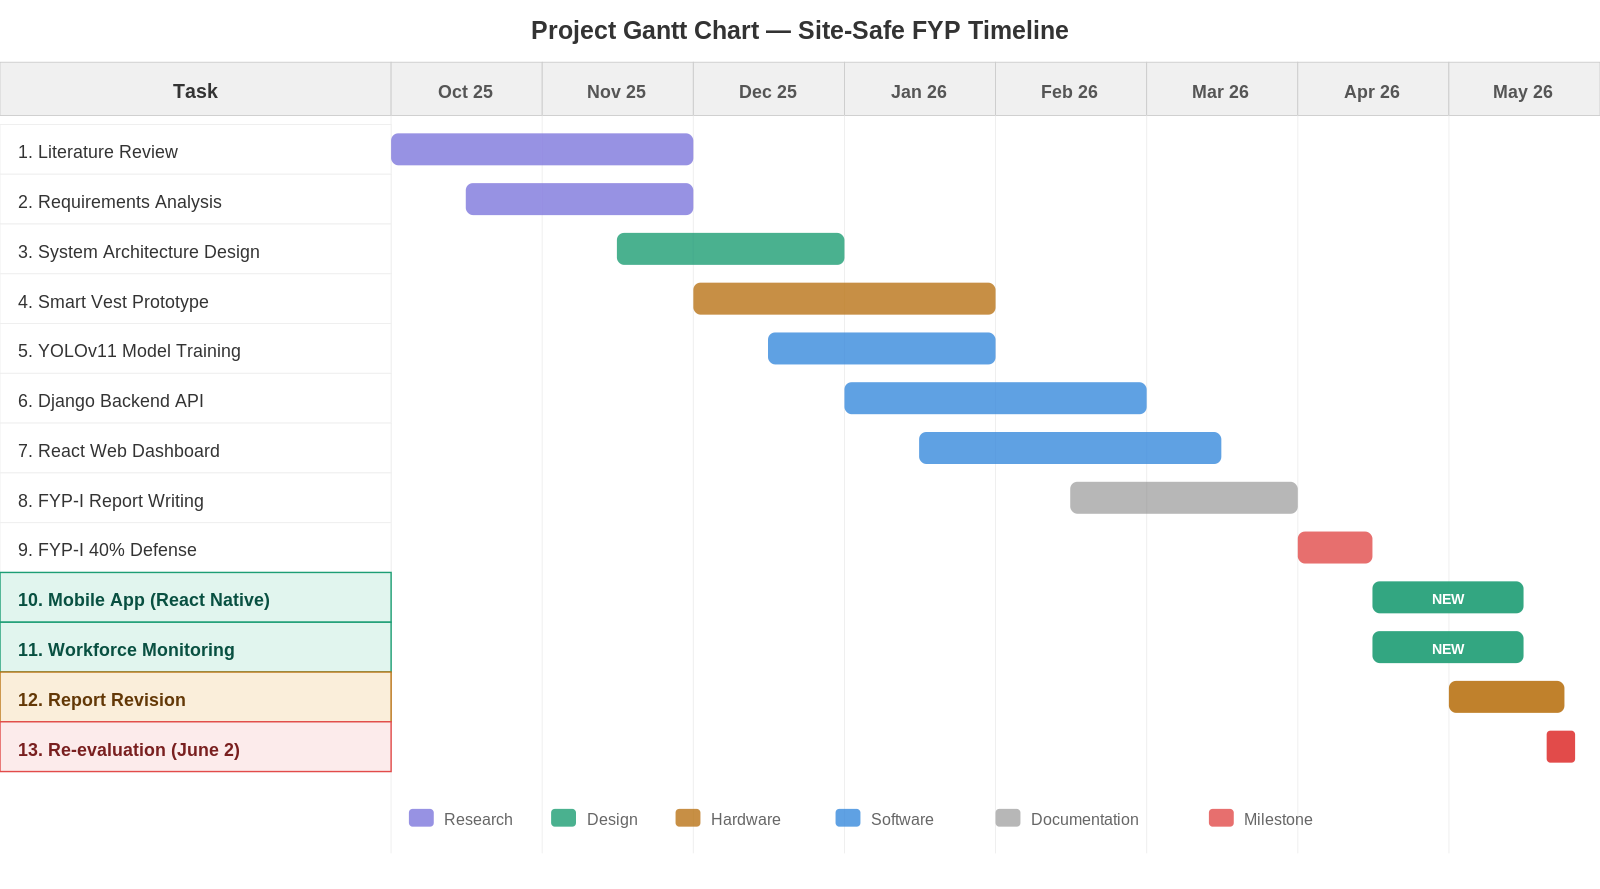 Project Gantt Chart — Site-Safe FYP Timeline
Task
Oct 25
Nov 25
Dec 25
Jan 26
Feb 26
Mar 26
Apr 26
May 26
1. Literature Review
2. Requirements Analysis
3. System Architecture Design
4. Smart Vest Prototype
5. YOLOv11 Model Training
6. Django Backend API
7. React Web Dashboard
8. FYP-I Report Writing
9. FYP-I 40% Defense
10. Mobile App (React Native)
NEW
11. Workforce Monitoring
NEW
12. Report Revision
13. Re-evaluation (June 2)
Research
Design
Hardware
Software
Documentation
Milestone